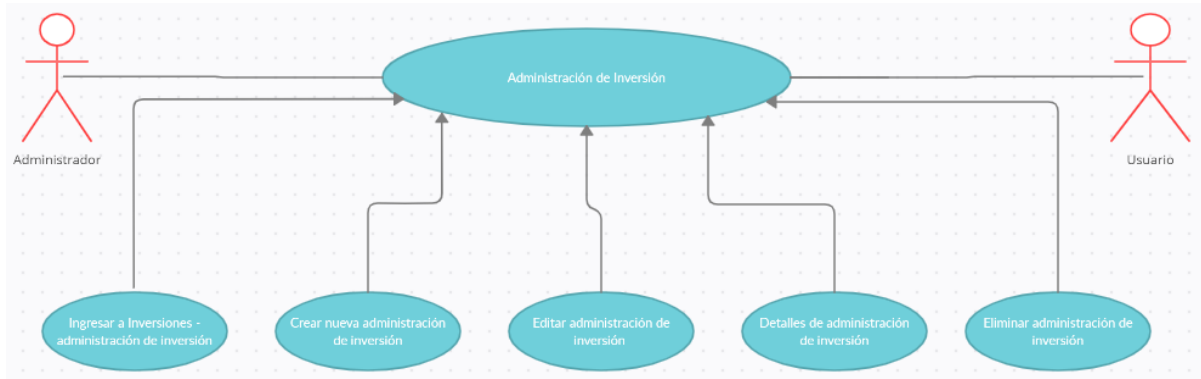 Administración de Inversión
Administrador
Usuario
Ingresar a Inversiones -
administración de inversión
Crear nueva administración
de inversión
Editar administración de
inversión
Detalles de administración
de inversión
Eliminar administración de
inversión